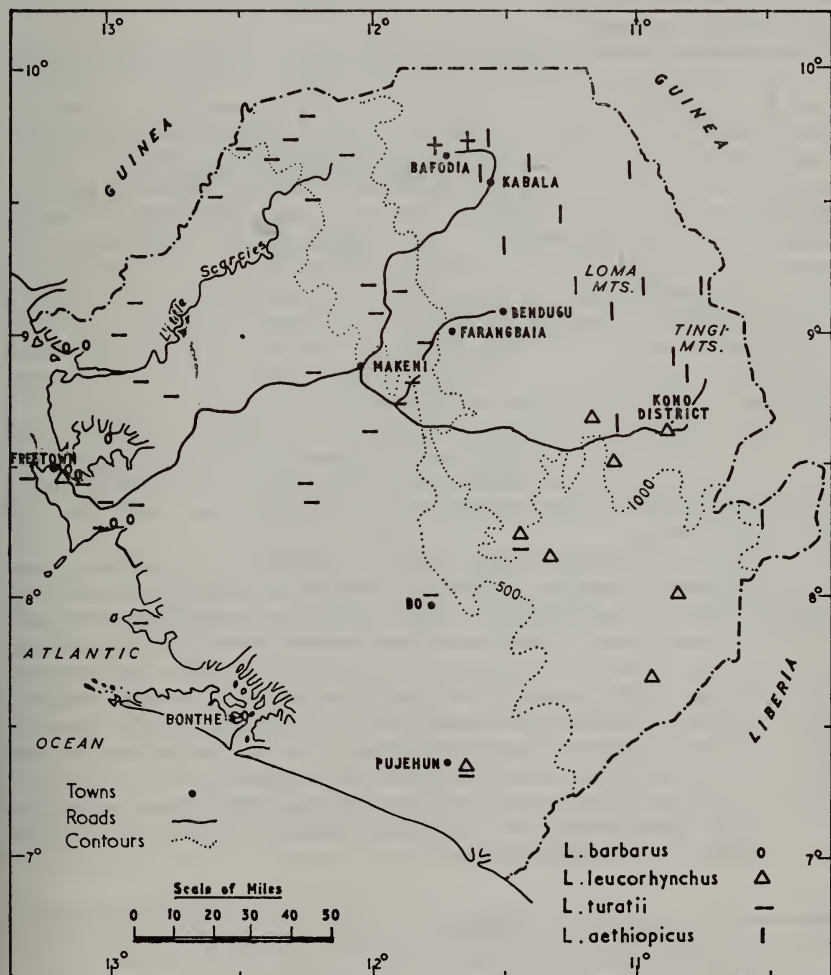 13°
12°
11°
10°
10°
GUINEA
GUINEA
BAFODIA
KABALA
Little Scarcies
LOMA
MTS.
BENDUGU
FARANGBAIA
TINGI
MTS.
9°
9°
MAKENI
KONO
DISTRICT
FREETOWN
1000
8°
8°
500
BO
ATLANTIC
OCEAN
BONTHE
LIBERIA
PUJEHUN
Towns
Roads
Contours
7°
7°
Scale of Miles
0 10 20 30 40 50
L. barbarus
L. leucorhynchus
L. turatii
L. aethiopicus
13°
12°
11°